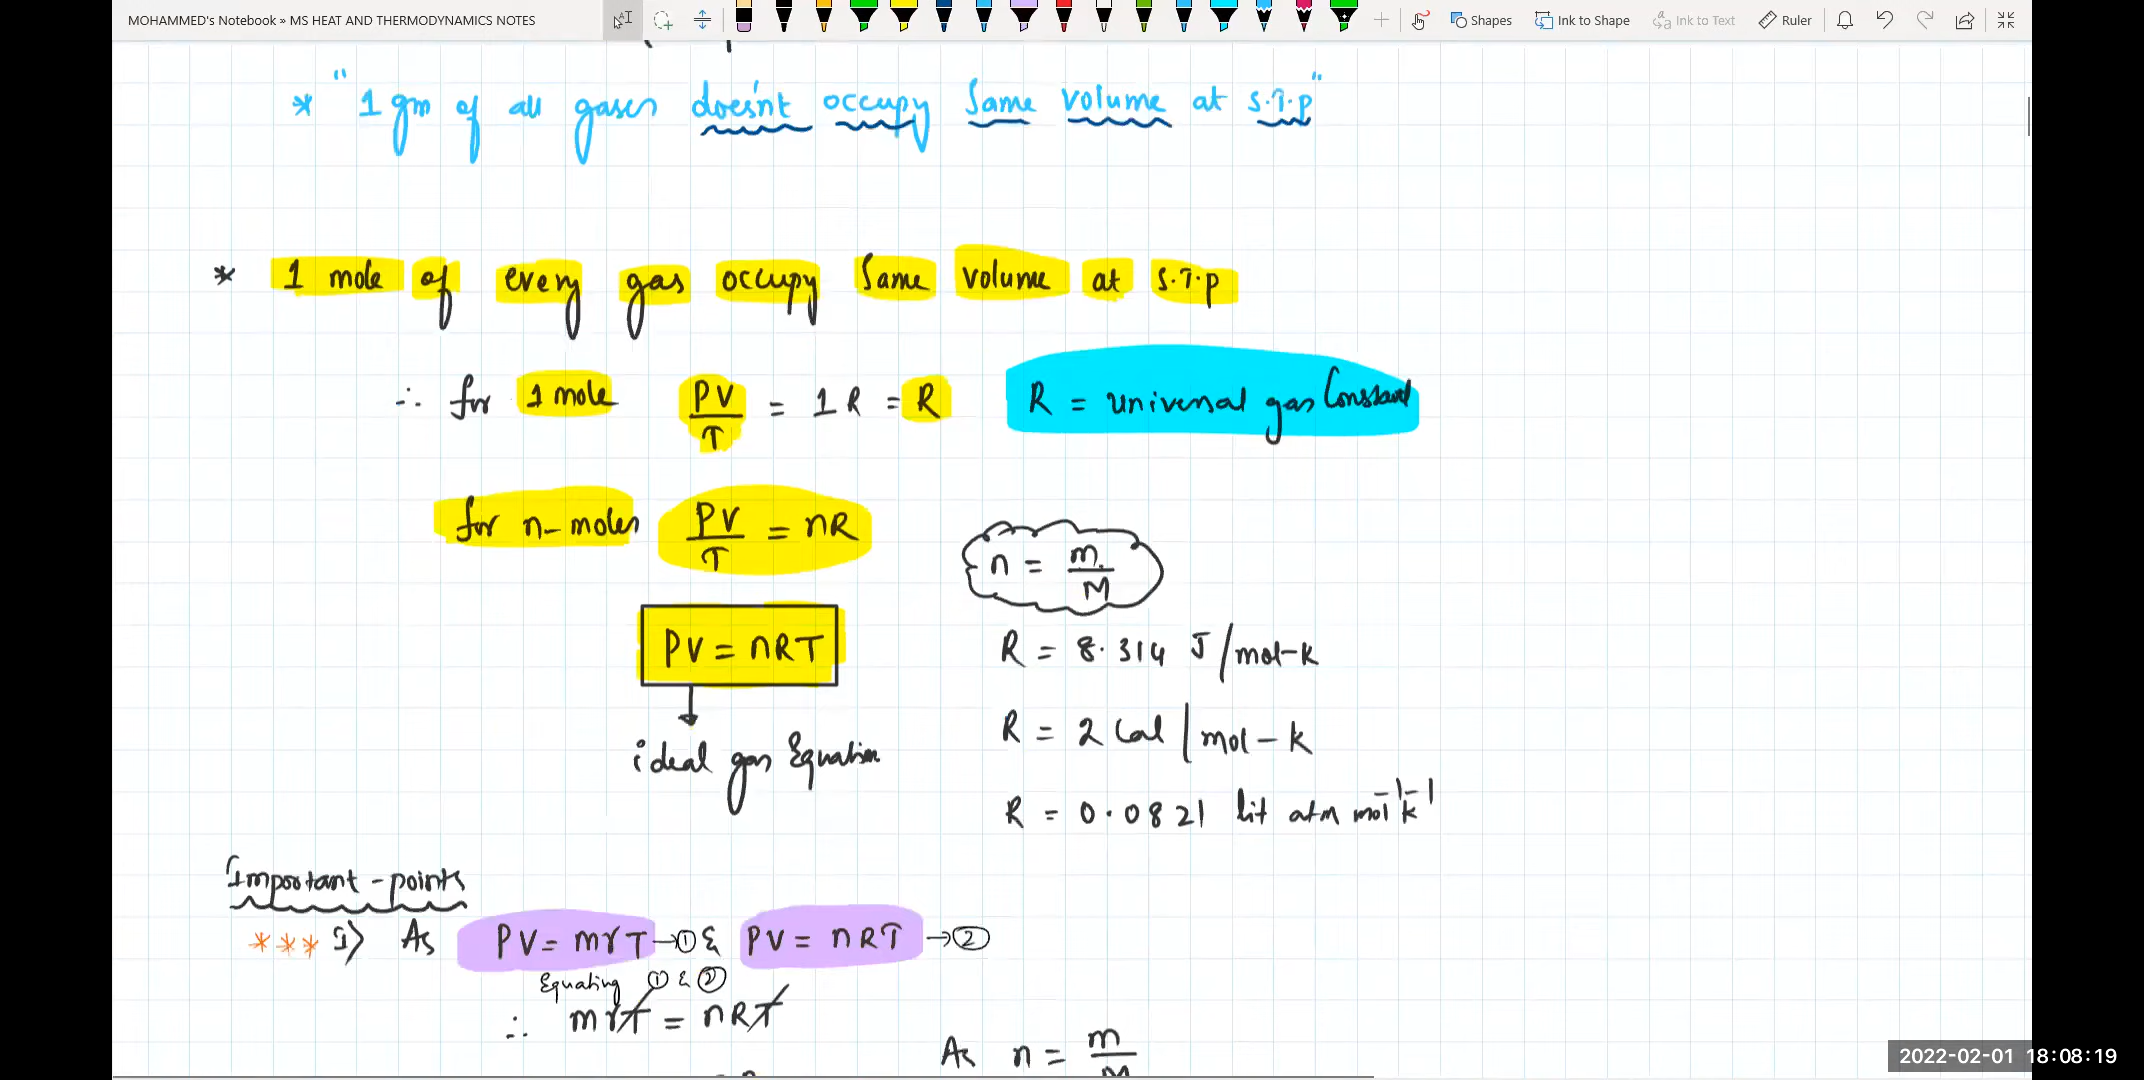 MOHAMMED's Notebook » MS HEAT AND THERMODYNAMICS NOTES
Shapes Ink to Shape Ink to Text Ruler
* "1 gm of all gases does'nt occupy Same volume at S.T.P"
* 1 mole of every gas occupy Same volume at S.T.P
∴ for 1 mole PV/T = 1 R = R R = universal gas Constant
for n-moles PV/T = nR
n = m/M
PV = nRT
R = 8.314 J/mol-K
R = 2 Cal/mol-K
ideal gas Equation
R = 0.0821 lit atm mol⁻¹ K⁻¹
Important-points
*** 1) As PV = mrT → ① & PV = nRT → ②
Equating ① & ②
∴ mrT = nRT
As n = m/M
2022-02-01 18:08:19